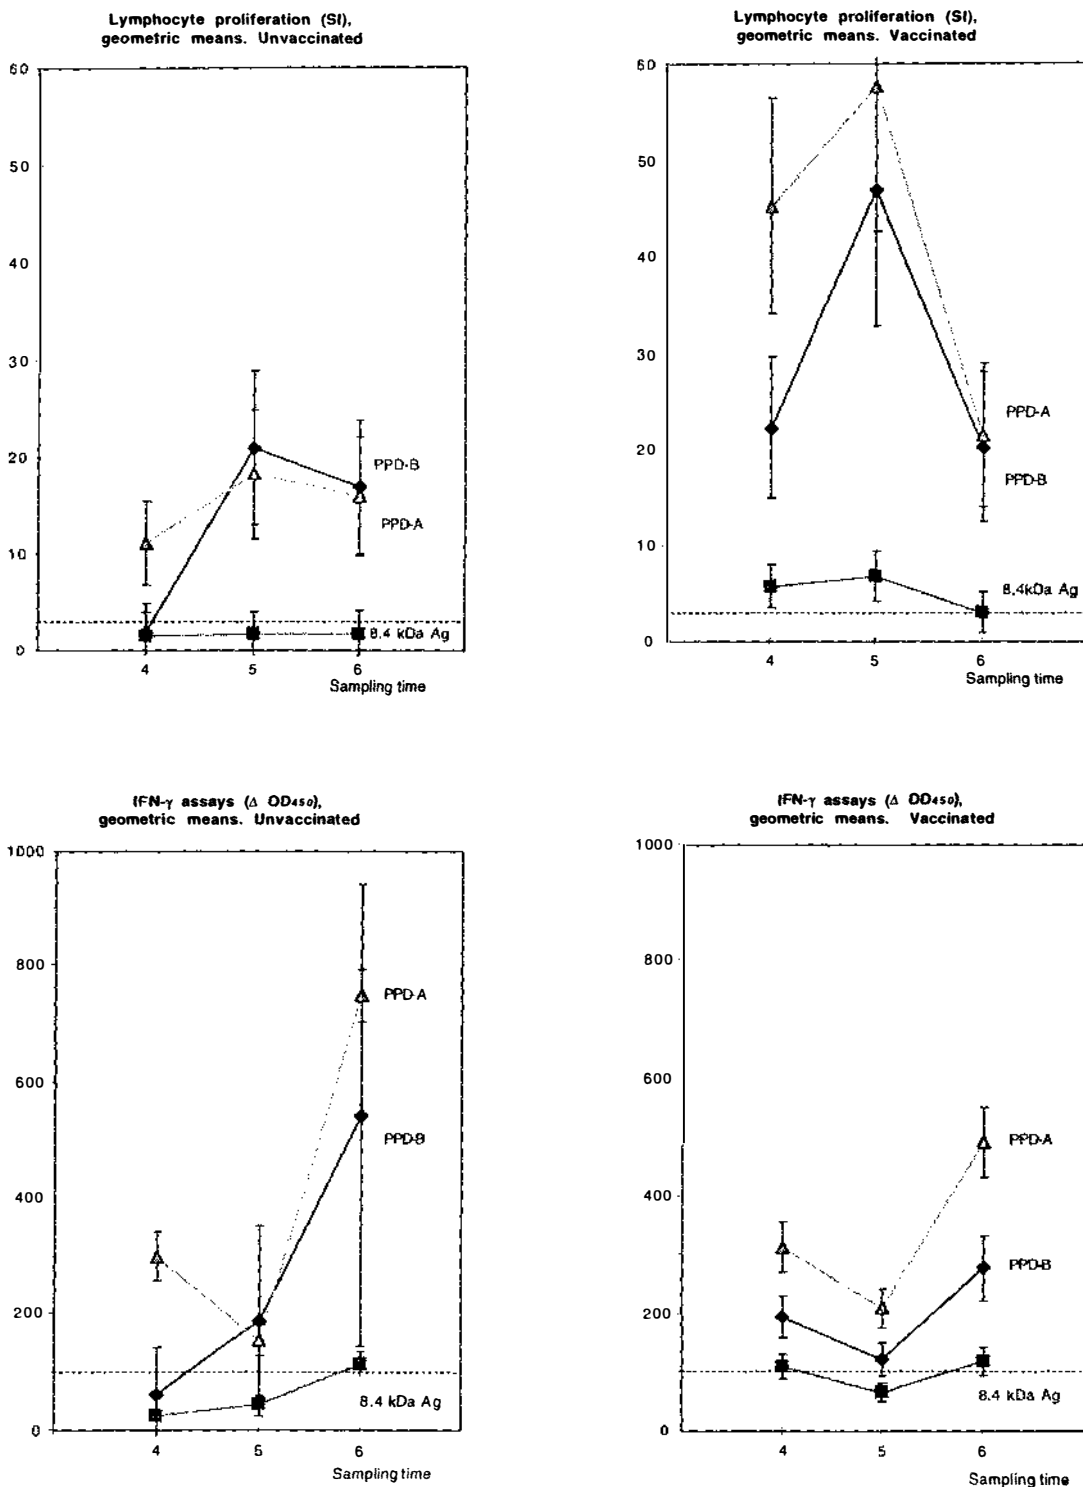 Lymphocyte proliferation (SI),
geometric means. Unvaccinated
60
50
40
30
20
10
0
PPD-B
PPD-A
8.4 kDa Ag
4 5 6
Sampling time
Lymphocyte proliferation (SI),
geometric means. Vaccinated
60
50
40
30
20
10
0
PPD-A
PPD-B
8.4kDa Ag
4 5 6
Sampling time
IFN-γ assays (Δ OD450),
geometric means. Unvaccinated
1000
800
600
400
200
0
PPD-A
PPD-B
8.4 kDa Ag
4 5 6
Sampling time
IFN-γ assays (Δ OD450),
geometric means. Vaccinated
1000
800
600
400
200
0
PPD-A
PPD-B
8.4 kDa Ag
4 5 6
Sampling time